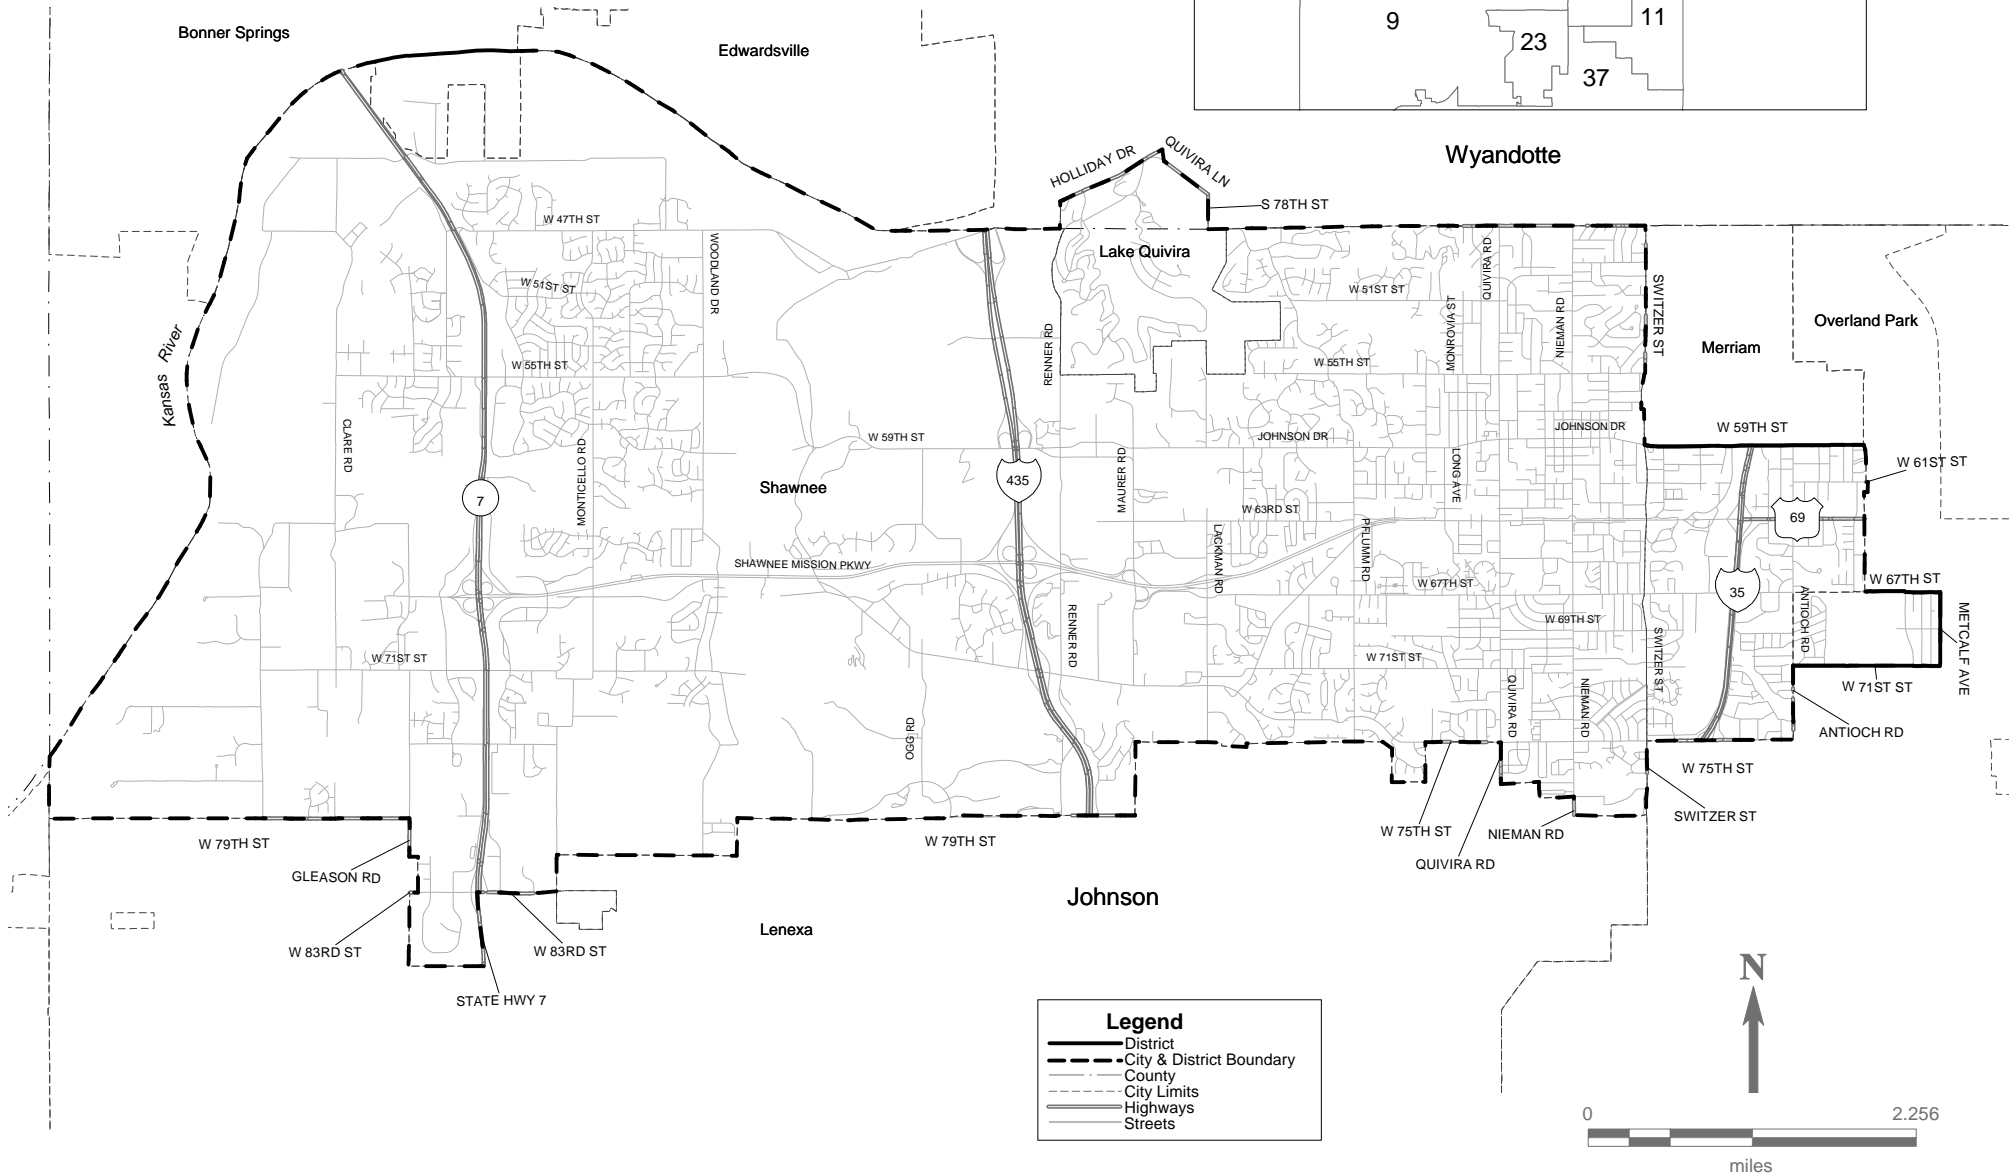 Bonner Springs
Edwardsville
9
11
23
37
Wyandotte
HOLLIDAY DR
QUIVIRA LN
S 78TH ST
W 47TH ST
WOODLAND DR
Lake Quivira
QUIVIRA RD
W 51ST ST
W 51ST ST
SWITZER ST
MONROVIA ST
NIEMAN RD
Overland Park
Kansas River
RENNER RD
Merriam
W 55TH ST
W 55TH ST
CLARE RD
MONTICELLO RD
W 59TH ST
JOHNSON DR
JOHNSON DR
W 59TH ST
W 61ST ST
MAURER RD
LONG AVE
Shawnee
435
7
W 63RD ST
69
LACKMAN RD
PFLUMM RD
SHAWNEE MISSION PKWY
W 67TH ST
W 67TH ST
35
ANTIOCH RD
METCALF AVE
RENNER RD
W 69TH ST
SWITZER ST
W 71ST ST
W 71ST ST
W 71ST ST
QUIVIRA RD
NIEMAN RD
OGG RD
ANTIOCH RD
W 75TH ST
SWITZER ST
W 79TH ST
W 79TH ST
W 75TH ST
NIEMAN RD
QUIVIRA RD
GLEASON RD
Johnson
Lenexa
W 83RD ST
W 83RD ST
STATE HWY 7
N
Legend
District
City & District Boundary
County
City Limits
Highways
Streets
0 2.256
miles